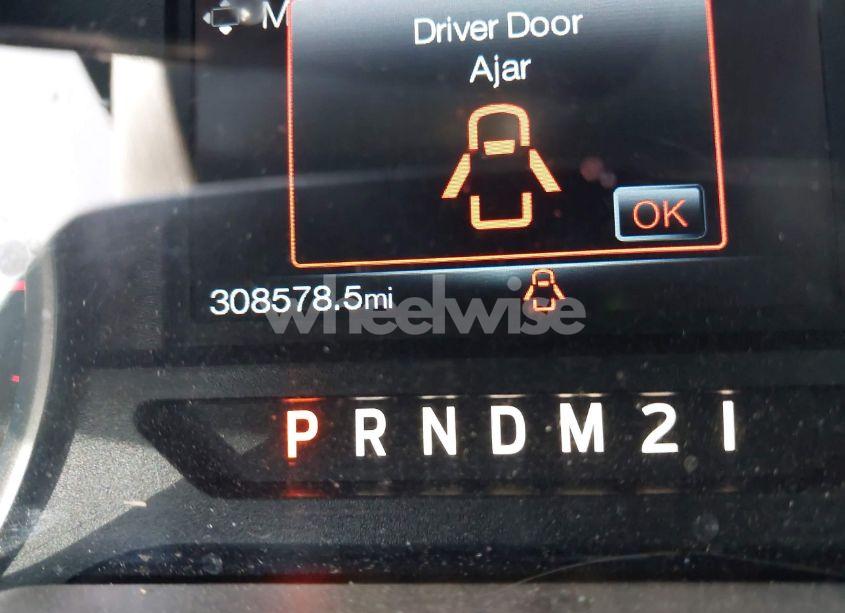 M
Driver Door
Ajar
OK
308578.5mi
wheelwise
P R N D M 2 1